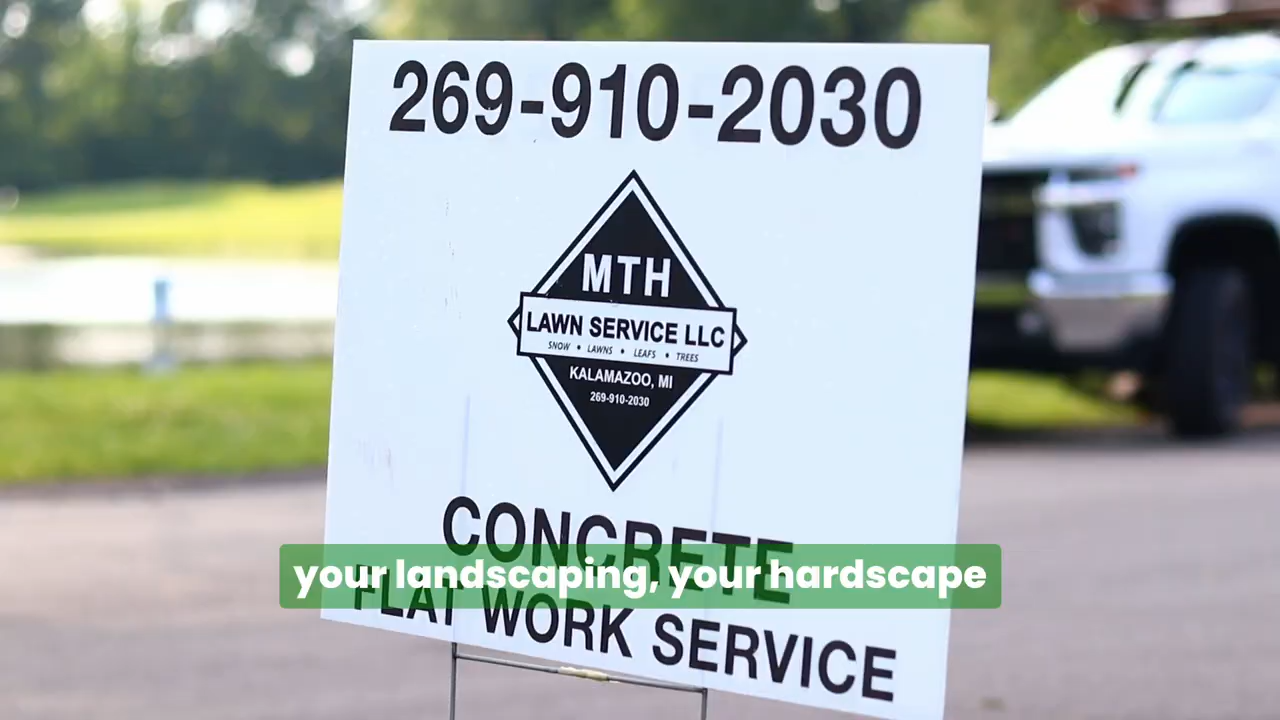 269-910-2030
MTH
LAWN SERVICE LLC
SNOW • LAWNS • LEAFS • TREES
KALAMAZOO, MI
269-910-2030
CONCRETE
your landscaping, your hardscape
FLAT WORK SERVICE